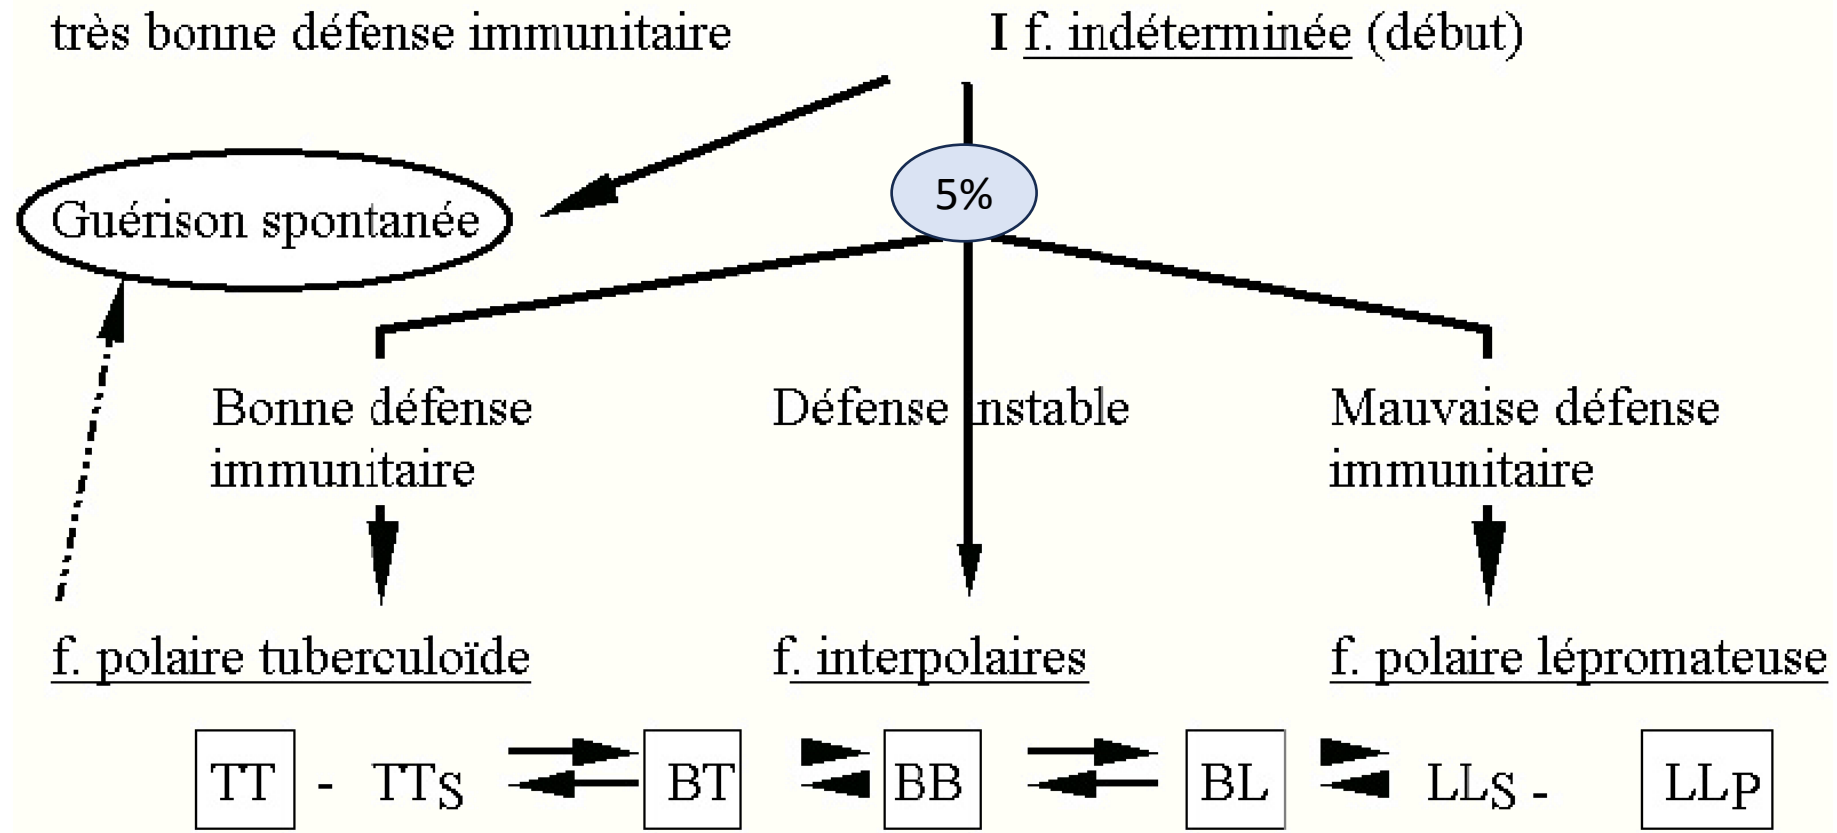 très bonne défense immunitaire
I f. indéterminée (début)
5%
Guérison spontanée
Bonne défense
immunitaire
Défense instable
Mauvaise défense
immunitaire
f. polaire tuberculoïde
f. interpolaires
f. polaire lépromateuse
TT - TTS BT BB BL LLS - LLP